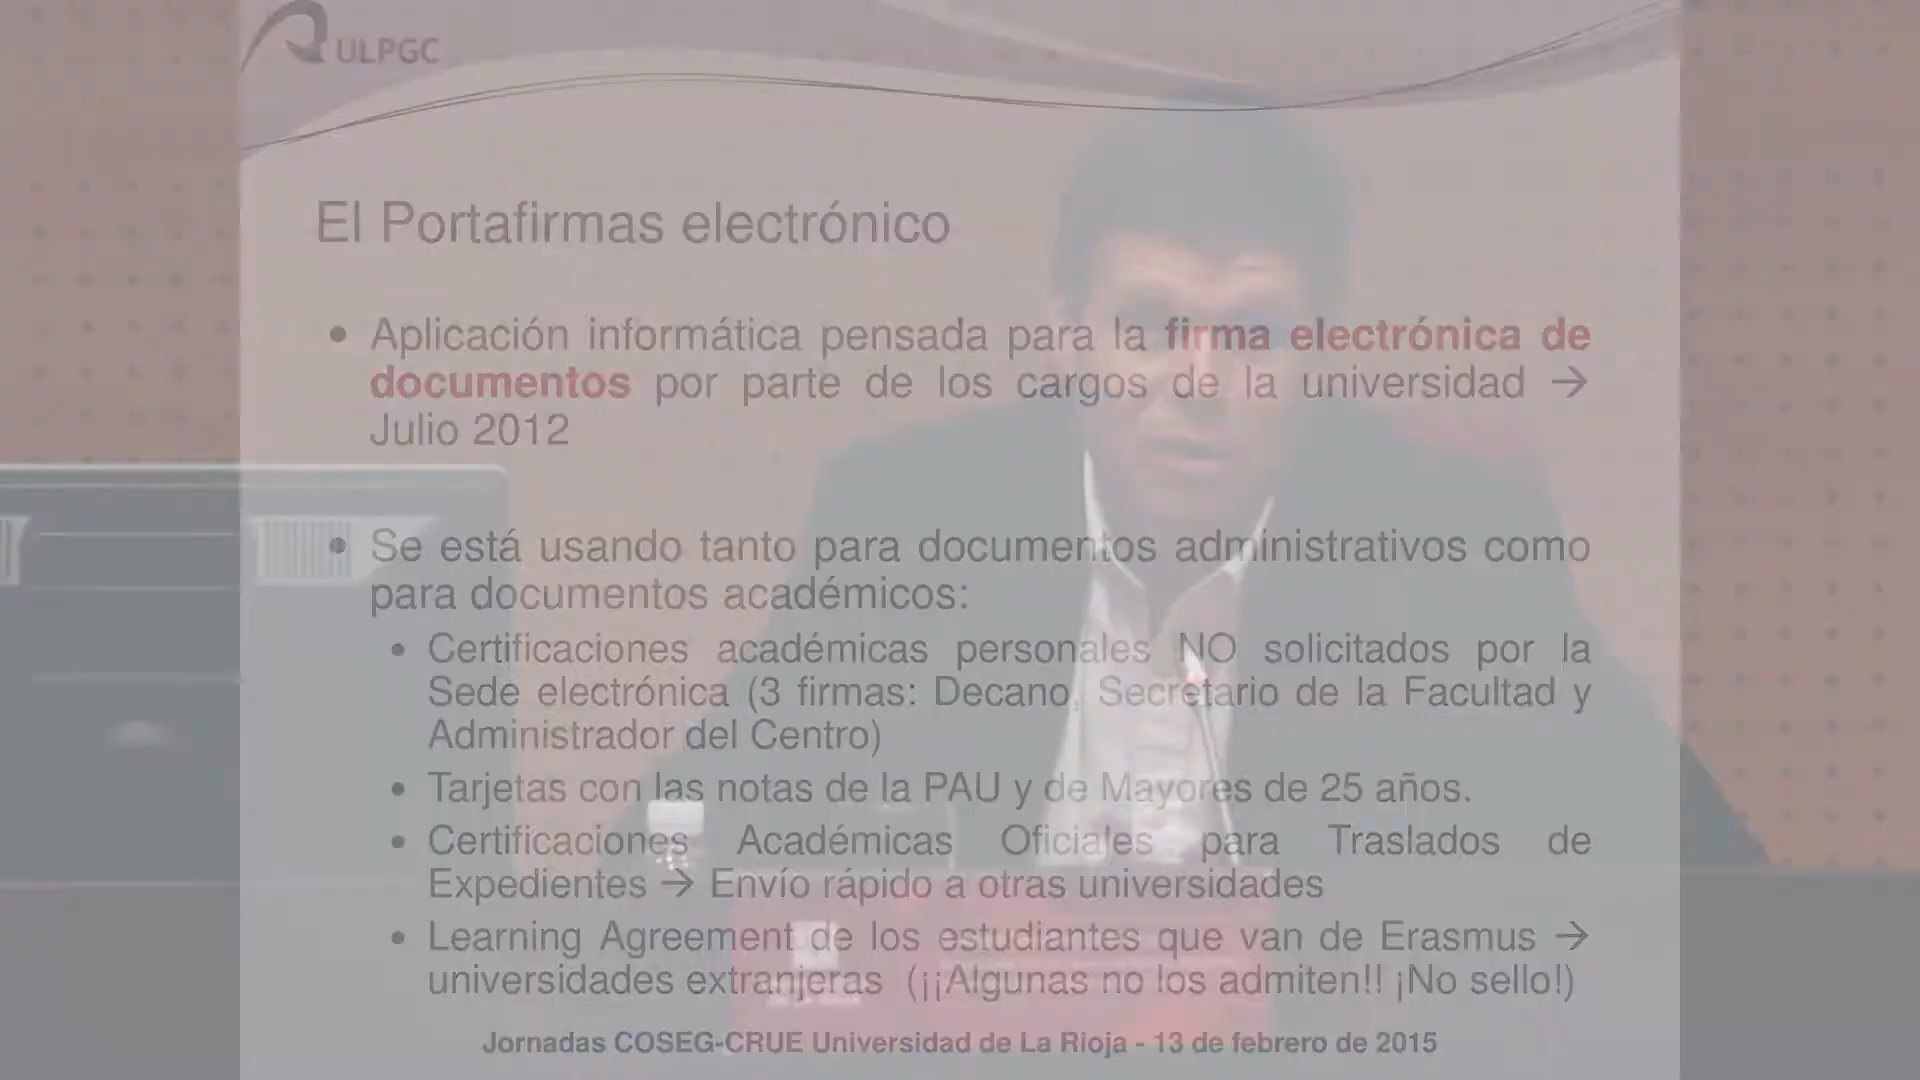 ULPGC
El Portafirmas electrónico
• Aplicación informática pensada para la firma electrónica de
documentos por parte de los cargos de la universidad →
Julio 2012
• Se está usando tanto para documentos administrativos como
para documentos académicos:
• Certificaciones académicas personales NO solicitados por la
Sede electrónica (3 firmas: Decano, Secretario de la Facultad y
Administrador del Centro)
• Tarjetas con las notas de la PAU y de Mayores de 25 años.
• Certificaciones Académicas Oficiales para Traslados de
Expedientes → Envío rápido a otras universidades
• Learning Agreement de los estudiantes que van de Erasmus →
universidades extranjeras (¡¡Algunas no los admiten!! ¡No sello!)
Jornadas COSEG-CRUE Universidad de La Rioja - 13 de febrero de 2015